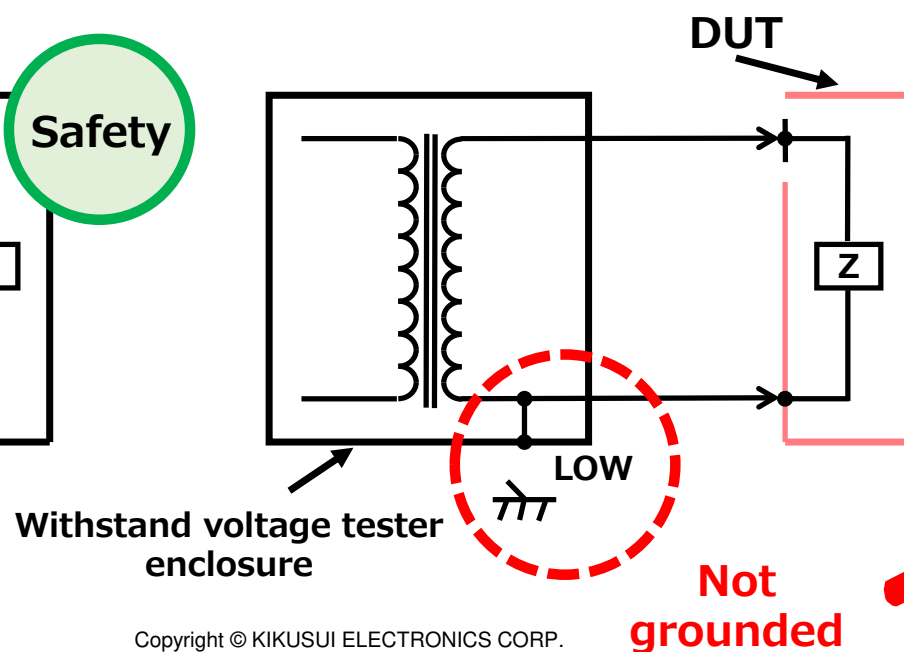 DUT
Safety
Z
LOW
Withstand voltage tester
enclosure
Not
grounded
Copyright © KIKUSUI ELECTRONICS CORP.